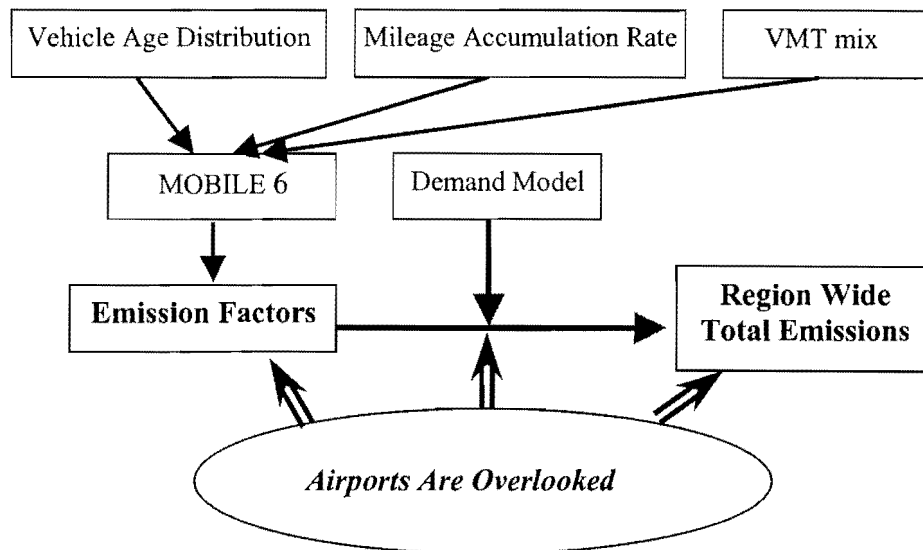 Vehicle Age Distribution
Mileage Accumulation Rate
VMT mix
MOBILE 6
Demand Model
Emission Factors
Region Wide
Total Emissions
Airports Are Overlooked